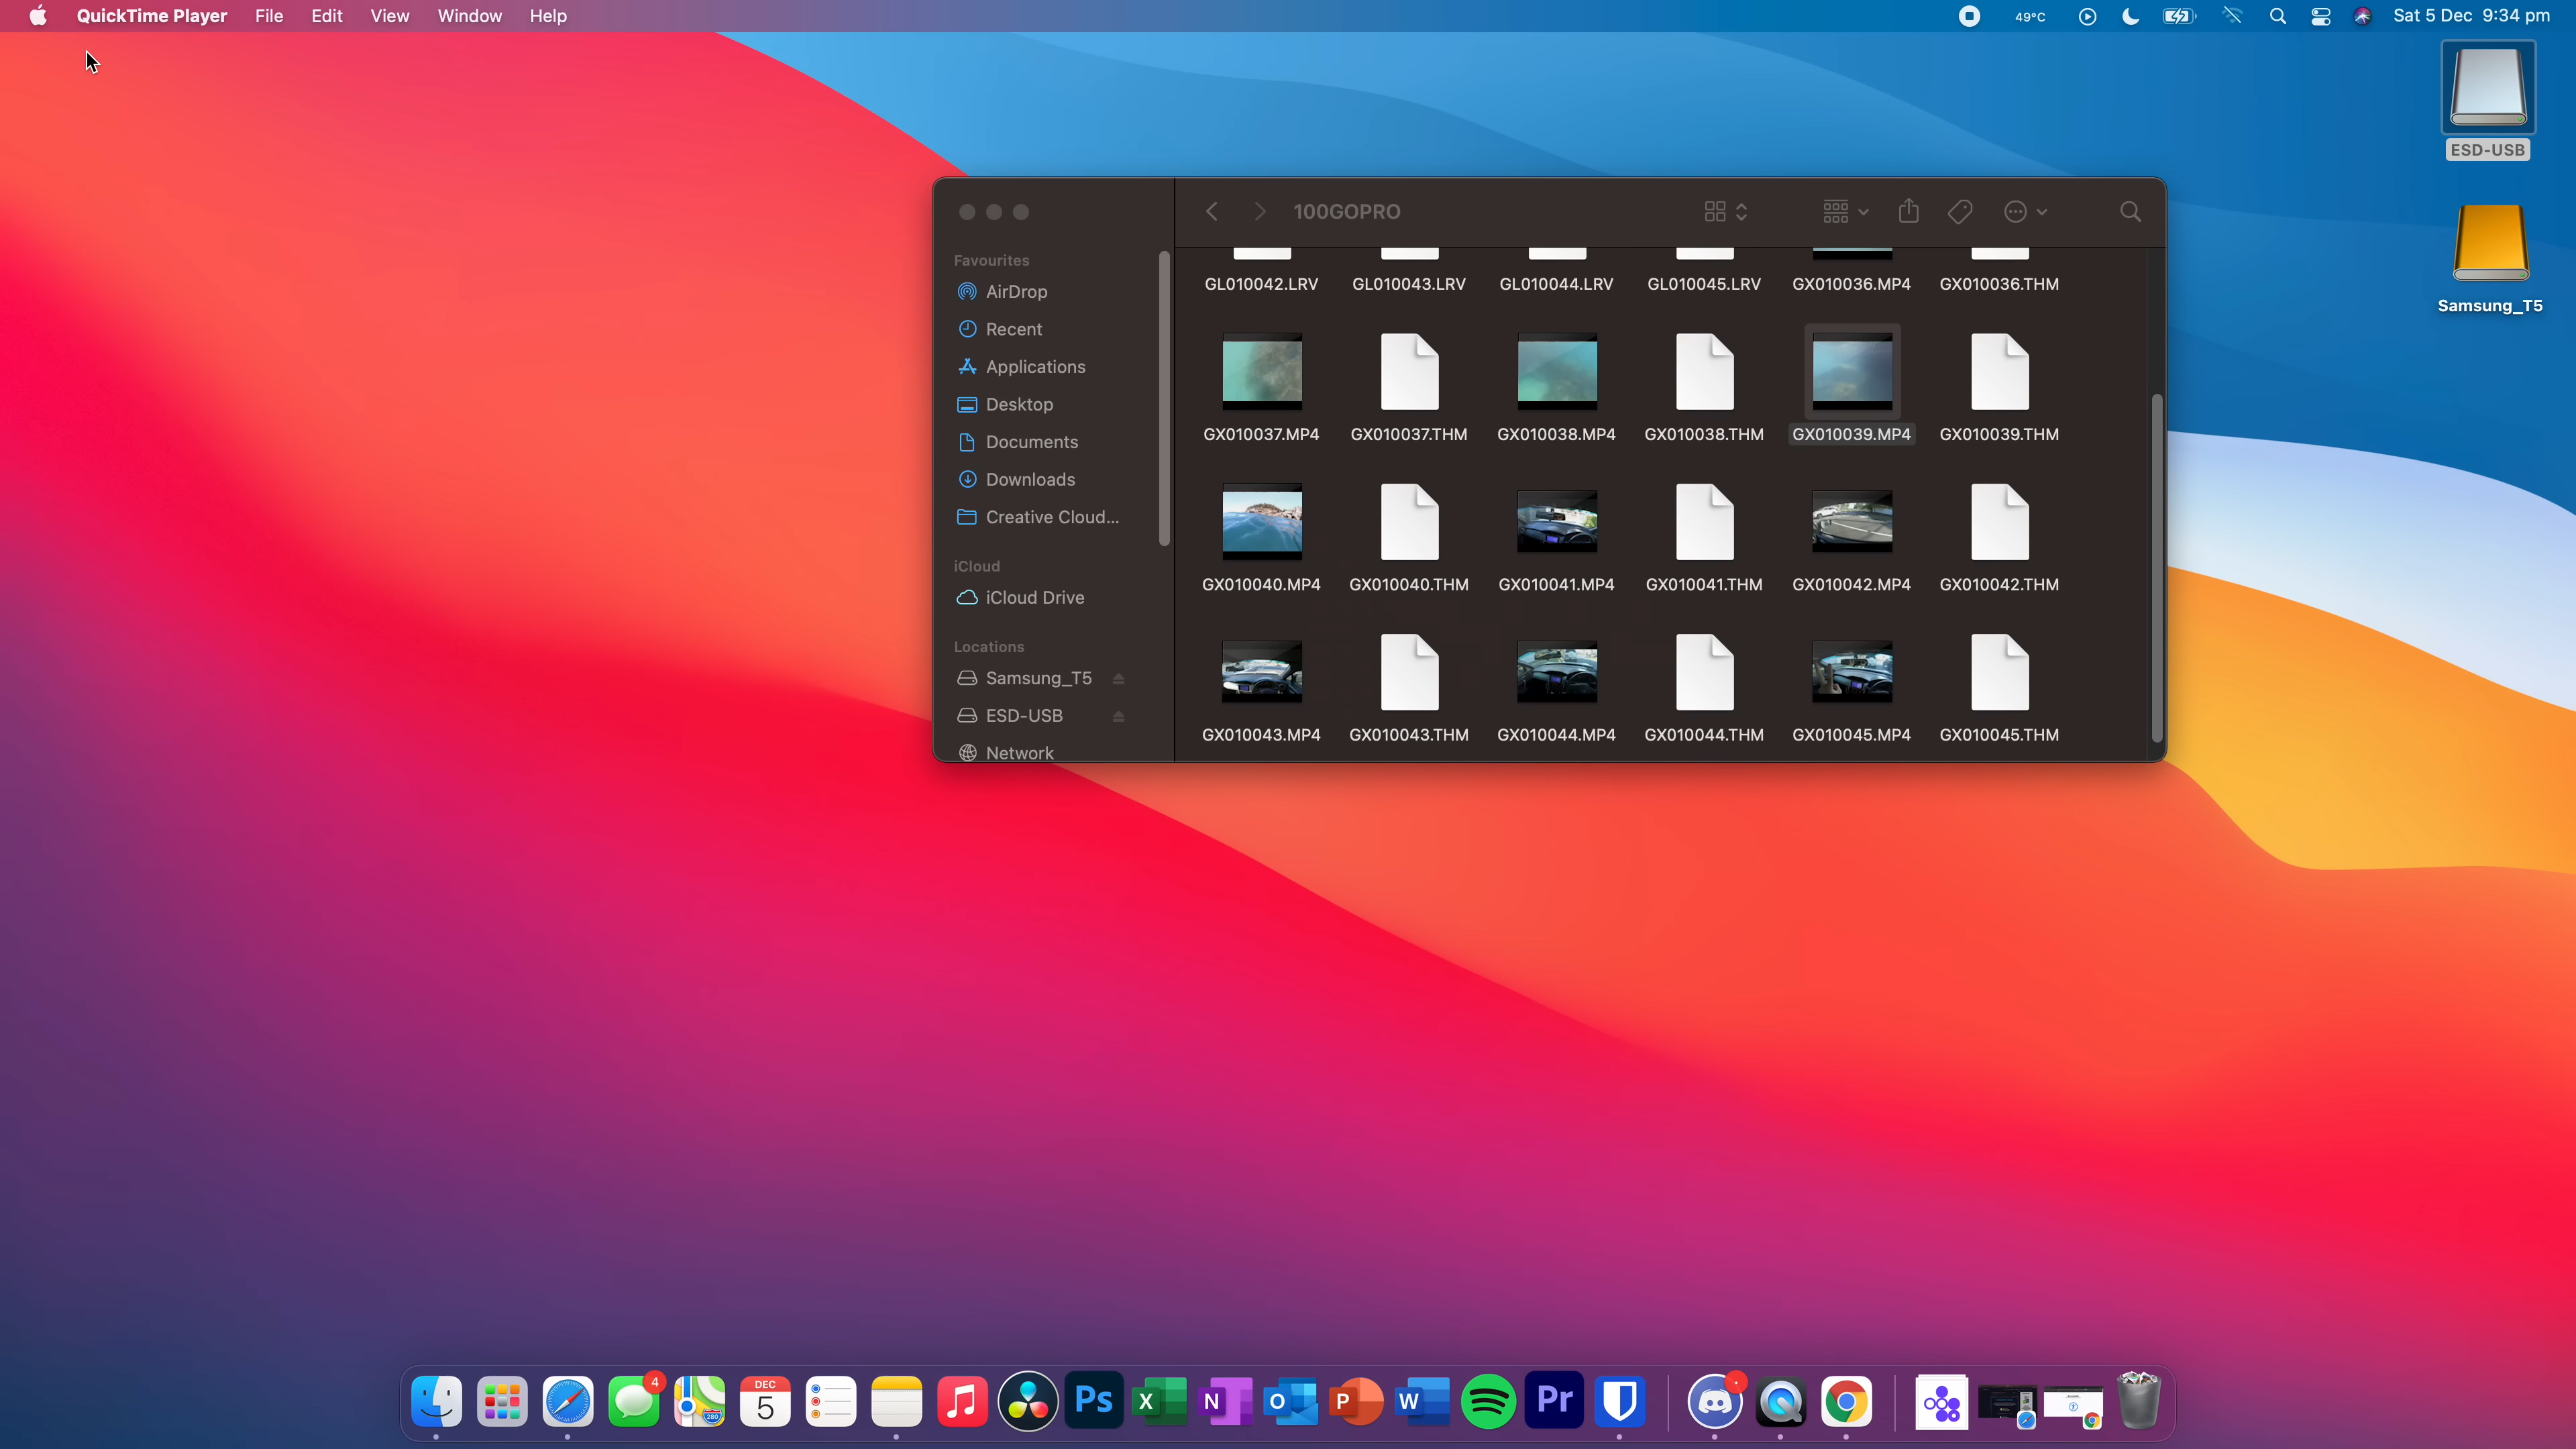 QuickTime Player File Edit View Window Help 49°C Sat 5 Dec 9:34 pm
ESD-USB
Samsung_T5
100GOPRO
Favourites
AirDrop
Recent
Applications
Desktop
Documents
Downloads
Creative Cloud...
iCloud
iCloud Drive
Locations
Samsung_T5
ESD-USB
Network
GL010042.LRV GL010043.LRV GL010044.LRV GL010045.LRV GX010036.MP4 GX010036.THM
GX010037.MP4 GX010037.THM GX010038.MP4 GX010038.THM GX010039.MP4 GX010039.THM
GX010040.MP4 GX010040.THM GX010041.MP4 GX010041.THM GX010042.MP4 GX010042.THM
GX010043.MP4 GX010043.THM GX010044.MP4 GX010044.THM GX010045.MP4 GX010045.THM
4
280
DEC
5
Ps
X
N
O
P
W
Pr